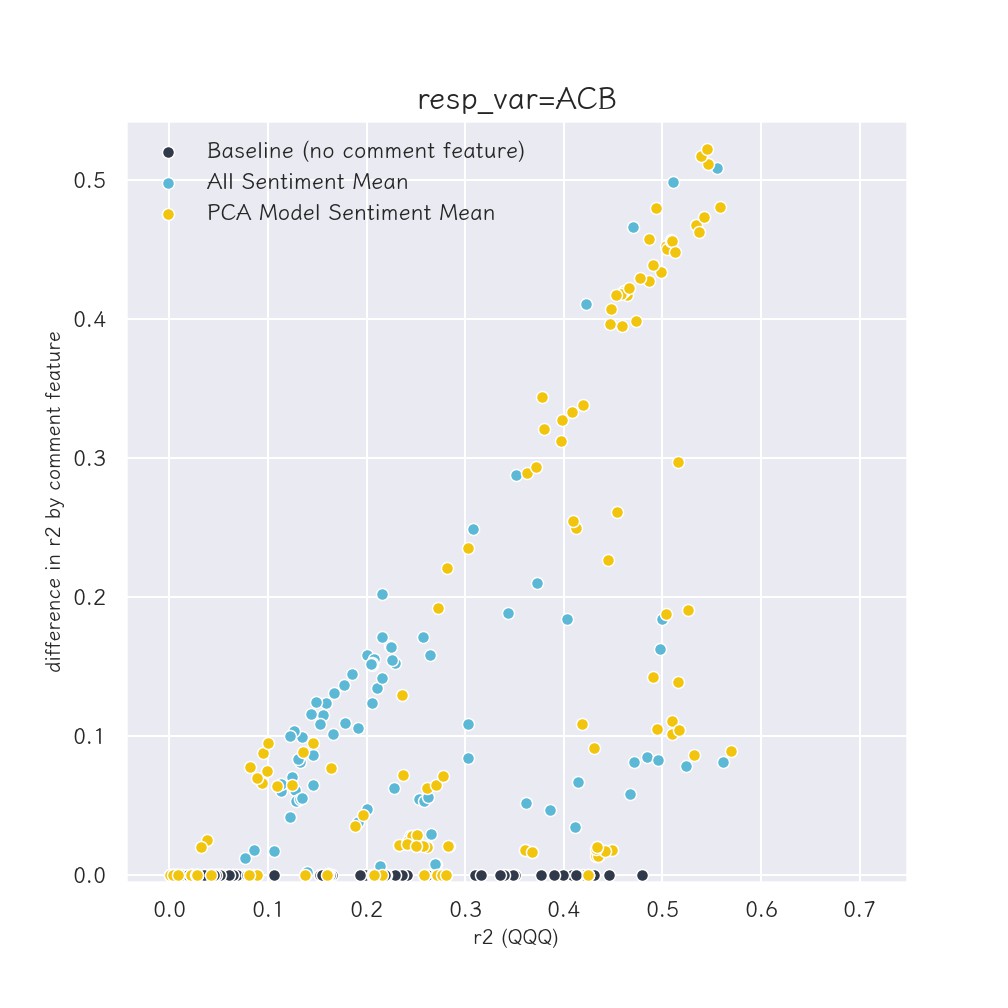 resp_var=ACB
Baseline (no comment feature)
All Sentiment Mean
PCA Model Sentiment Mean
difference in r2 by comment feature
0.5
0.4
0.3
0.2
0.1
0.0
0.0 0.1 0.2 0.3 0.4 0.5 0.6 0.7
r2 (QQQ)